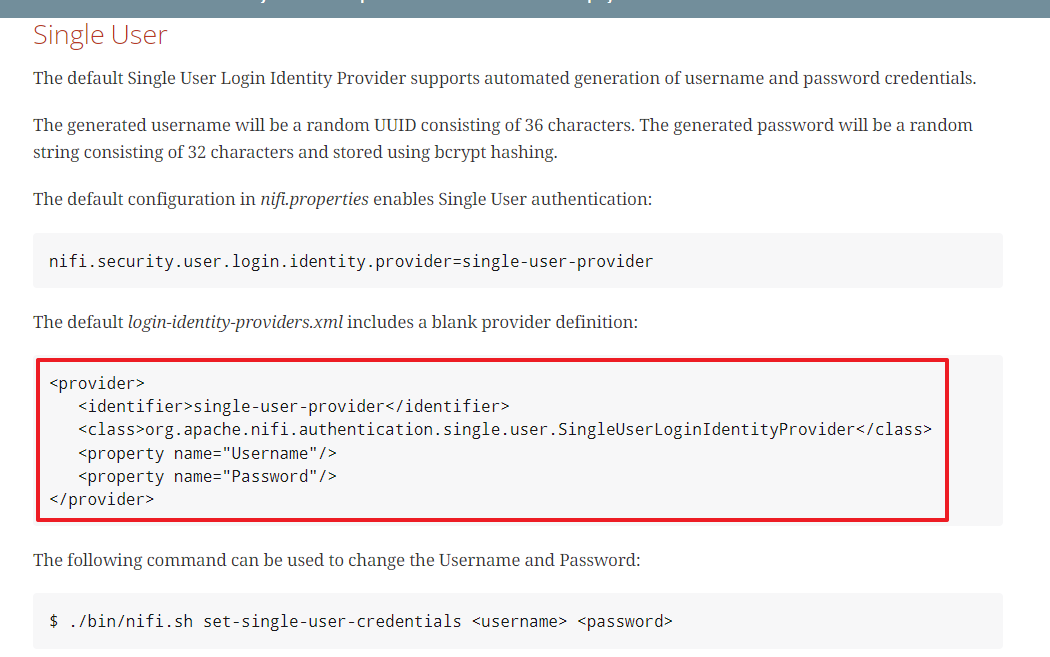 Single User
The default Single User Login Identity Provider supports automated generation of username and password credentials.
The generated username will be a random UUID consisting of 36 characters. The generated password will be a random
string consisting of 32 characters and stored using bcrypt hashing.
The default configuration in nifi.properties enables Single User authentication:
nifi.security.user.login.identity.provider=single-user-provider
The default login-identity-providers.xml includes a blank provider definition:
<provider>
   <identifier>single-user-provider</identifier>
   <class>org.apache.nifi.authentication.single.user.SingleUserLoginIdentityProvider</class>
   <property name="Username"/>
   <property name="Password"/>
</provider>
The following command can be used to change the Username and Password:
$ ./bin/nifi.sh set-single-user-credentials <username> <password>